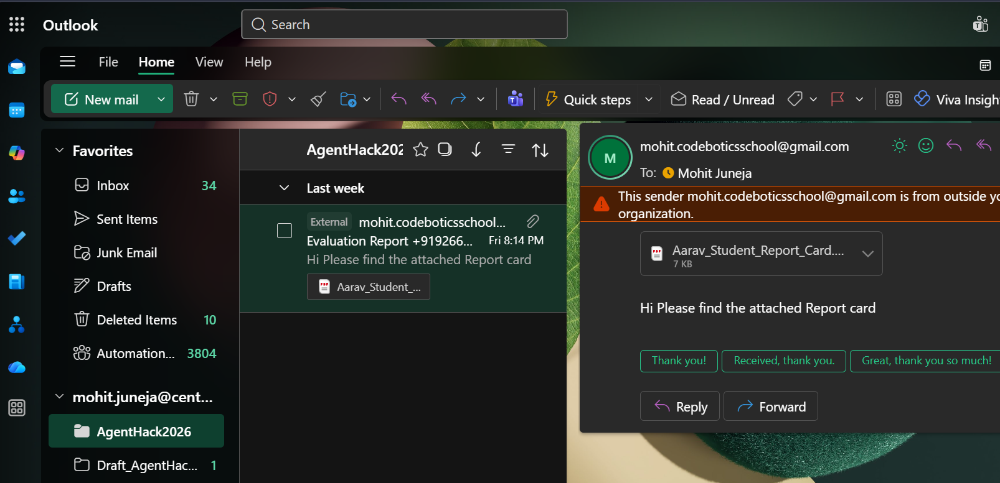 Outlook
Search
File
Home
View
Help
New mail
Quick steps
Read / Unread
Viva Insigh
Favorites
Inbox 34
Sent Items
Junk Email
Drafts
Deleted Items 10
Automation... 3804
mohit.juneja@cent...
AgentHack2026
Draft_AgentHac... 1
AgentHack202
Last week
External mohit.codeboticsschool...
Evaluation Report +919266... Fri 8:14 PM
Hi Please find the attached Report card
PDF Aarav_Student_...
M
mohit.codeboticsschool@gmail.com
To: Mohit Juneja
This sender mohit.codeboticsschool@gmail.com is from outside yo
organization.
PDF Aarav_Student_Report_Card....
7 KB
Hi Please find the attached Report card
Thank you!
Received, thank you.
Great, thank you so much!
Reply
Forward